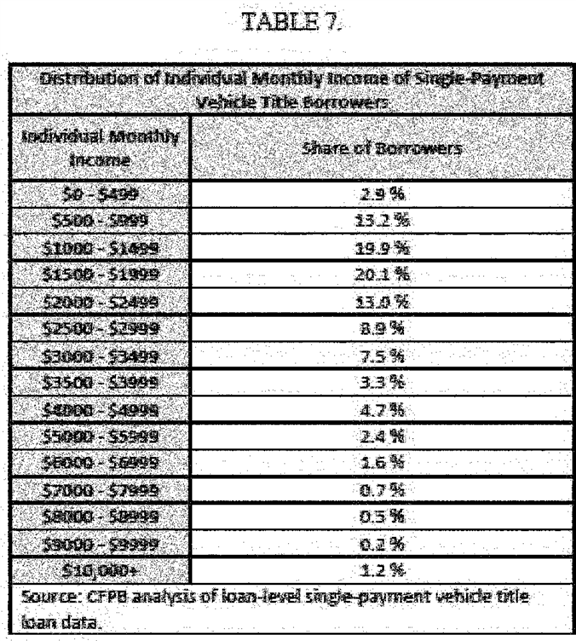 TABLE 7.
Distribution of Individual Monthly Income of Single-Payment
Vehicle Title Borrowers
Individual Monthly
Income
Share of Borrowers
$0 - $499 2.9 %
$500 - $999 13.2 %
$1000 - $1499 19.9 %
$1500 - $1999 20.1 %
$2000 - $2499 13.0 %
$2500 - $2999 8.9 %
$3000 - $3499 7.5 %
$3500 - $3999 3.3 %
$4000 - $4999 4.7 %
$5000 - $5999 2.4 %
$6000 - $6999 1.6 %
$7000 - $7999 0.7 %
$8000 - $8999
$9000 - $9999 0.2 %
$10,000+ 1.2 %
Source: CFPB analysis of loan-level single-payment vehicle title
loan data.